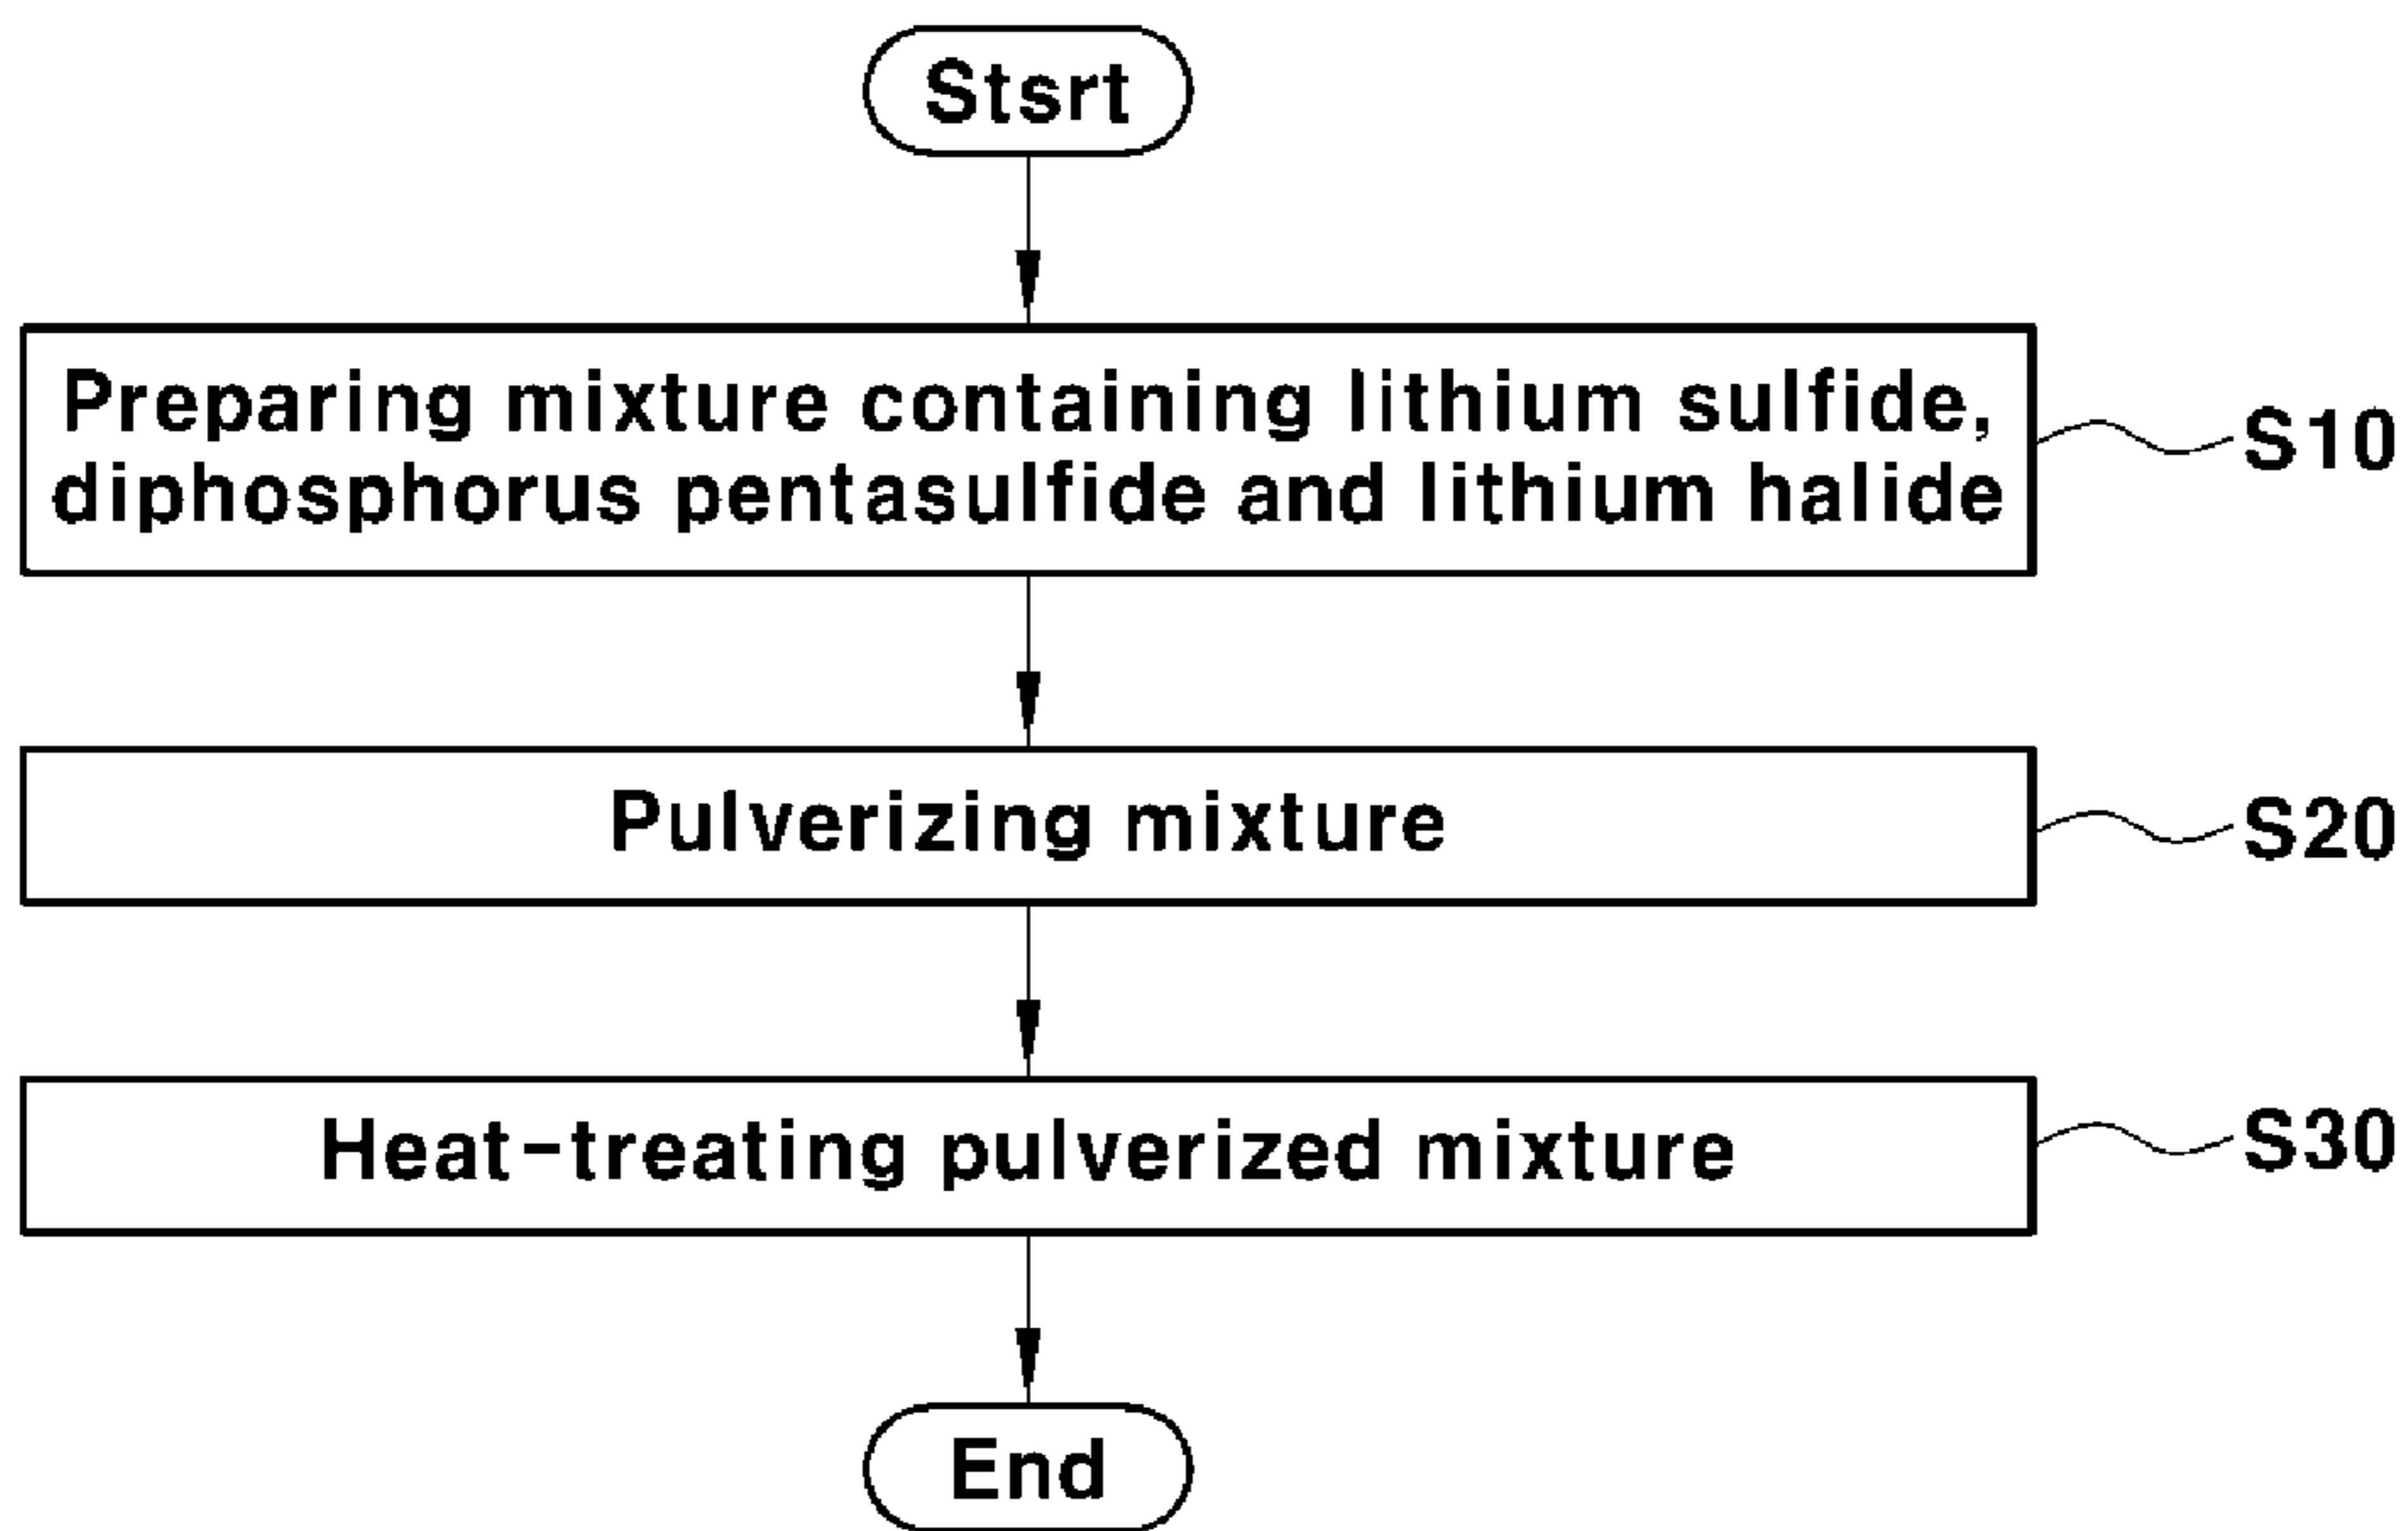 Stsrt
Preparing mixture containing lithium sulfide,
diphosphorus pentasulfide and lithium halide
S10
Pulverizing mixture
S20
Heat-treating pulverized mixture
S30
End